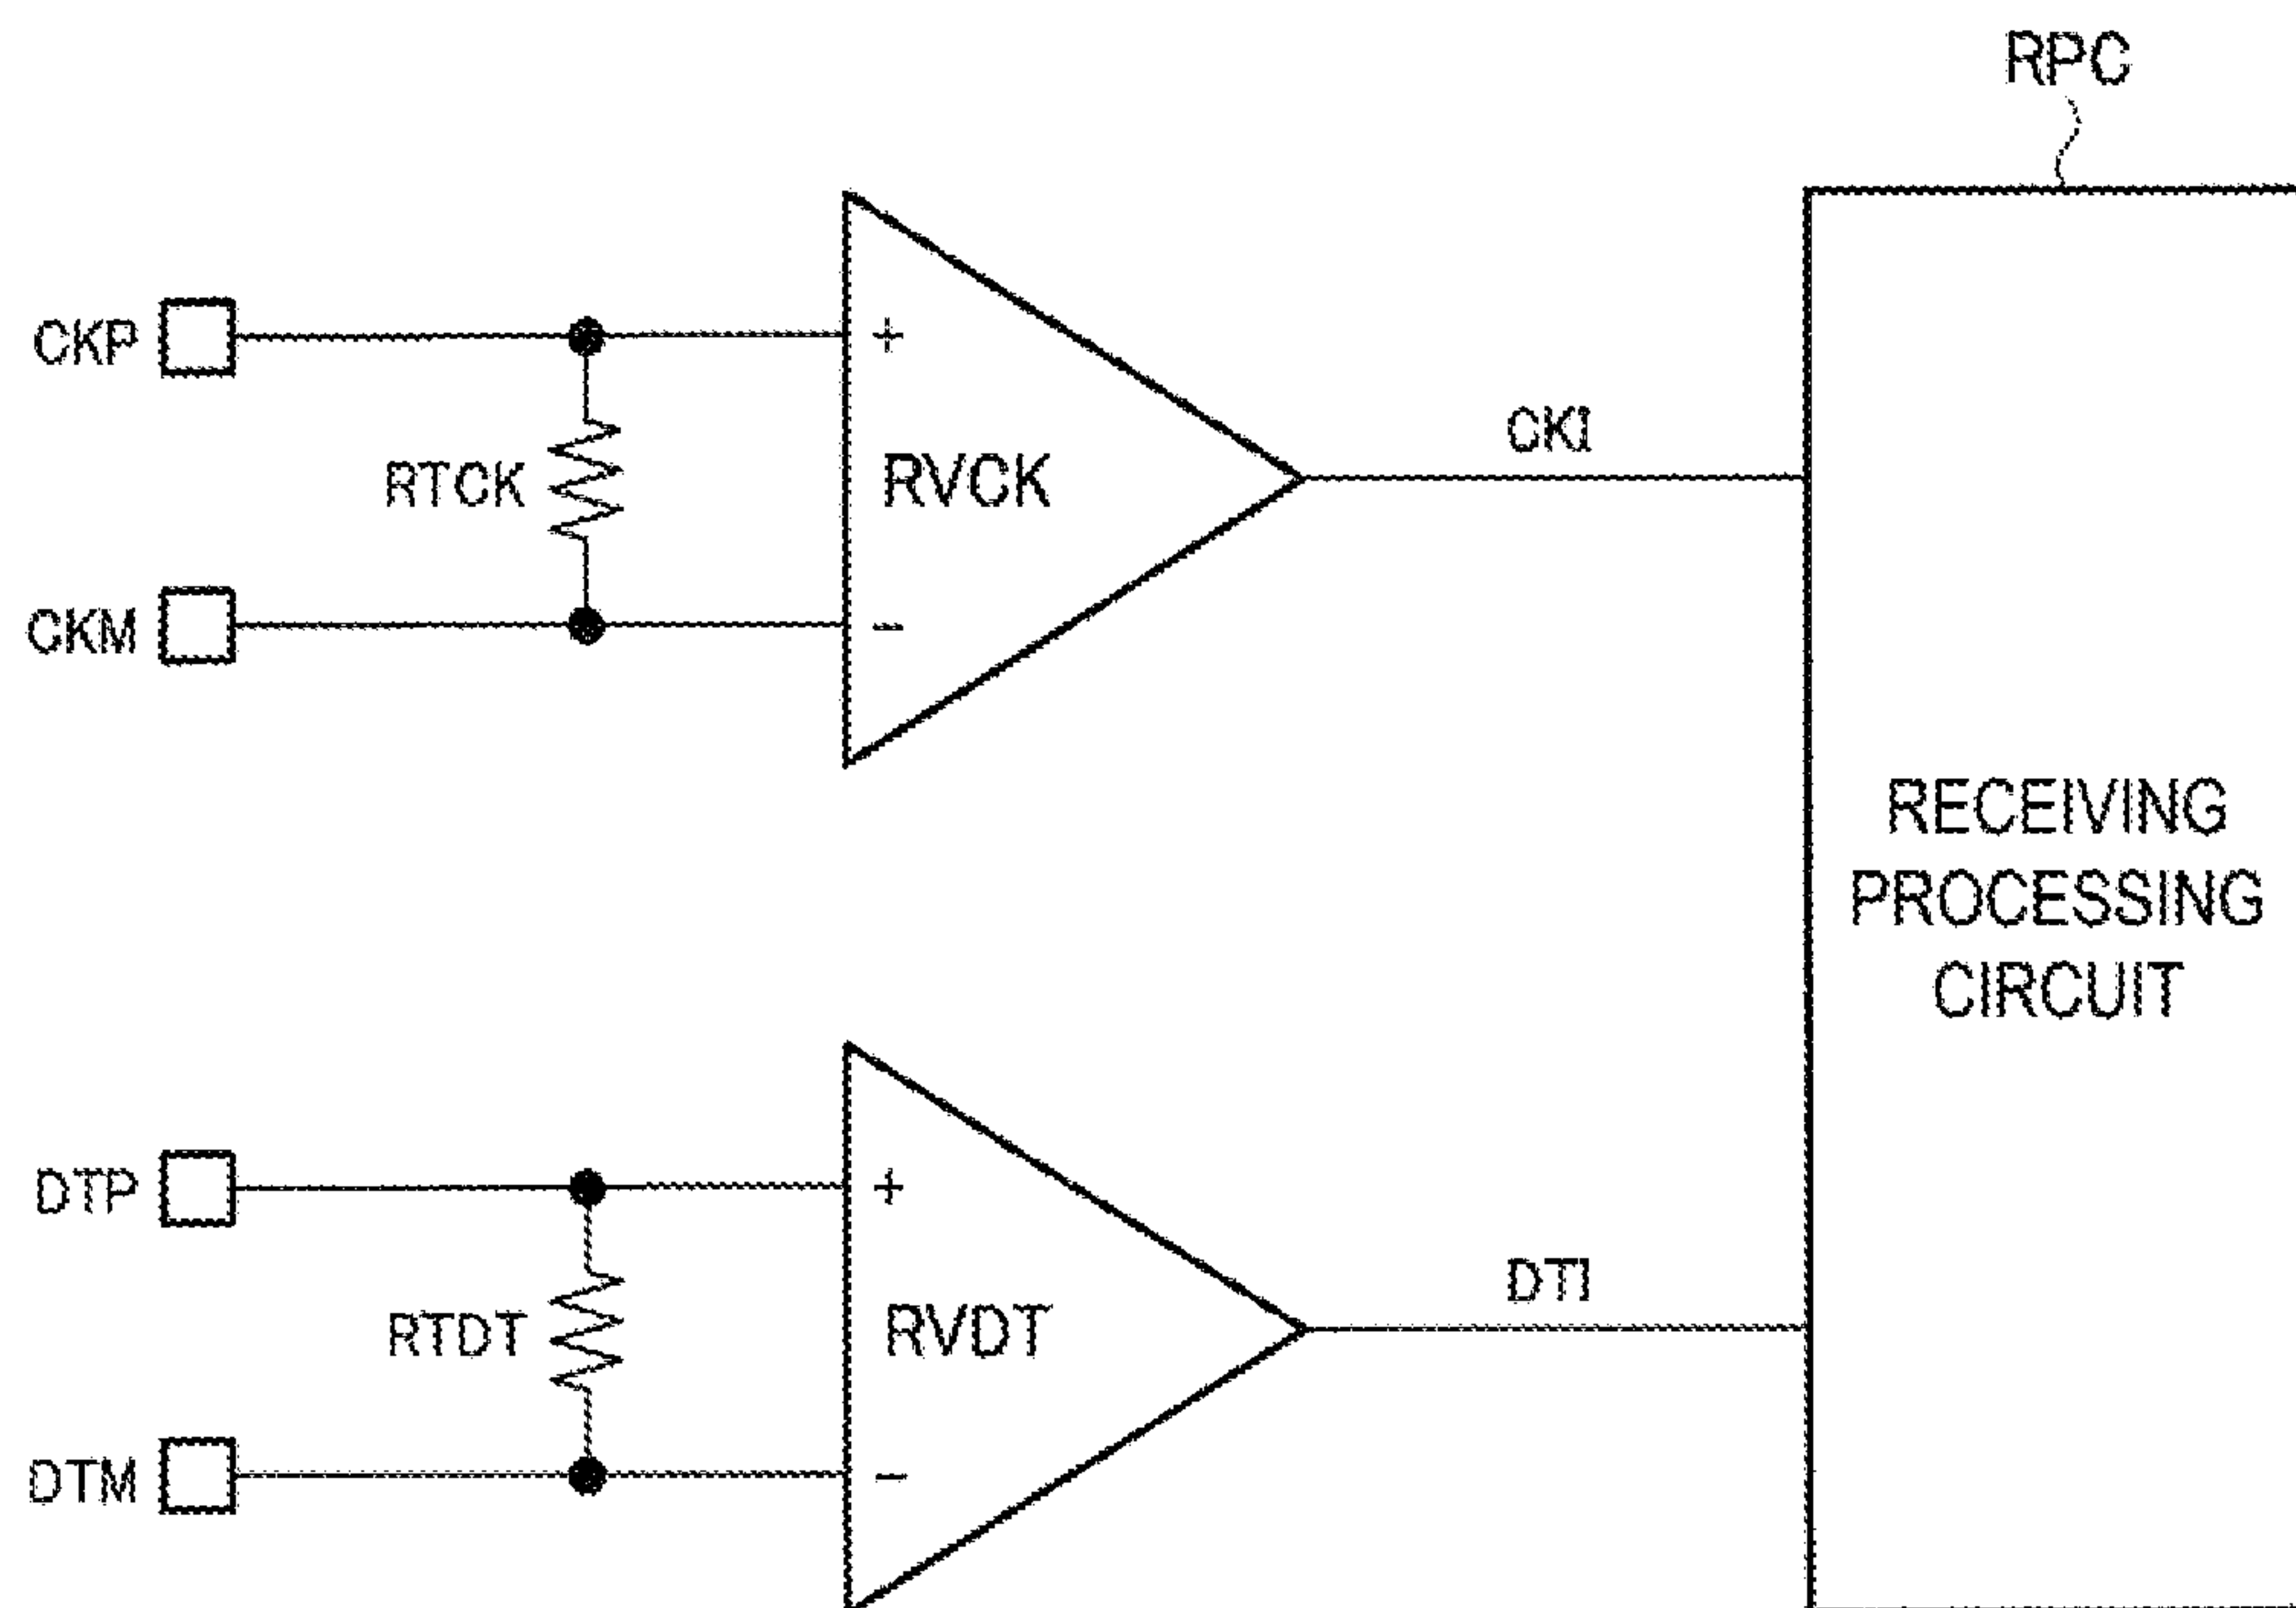 RPC
CKP
+
RTCK
RVCK
CKI
CKM
-
RECEIVING
PROCESSING
CIRCUIT
DTP
+
RTDT
RVDT
DTI
DTM
-